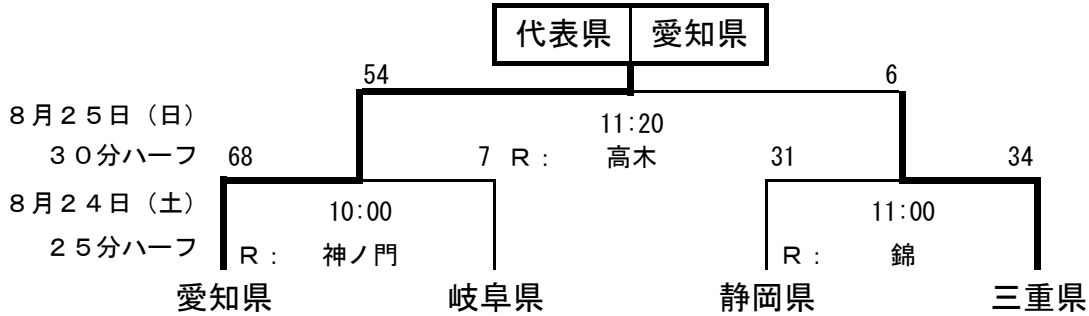 代表県 愛知県
54 6
8月25日（日） 11:20
30分ハーフ 68 7 R： 高木 31 34
8月24日（土） 10:00 11:00
25分ハーフ R： 神ノ門 R： 錦
愛知県 岐阜県 静岡県 三重県